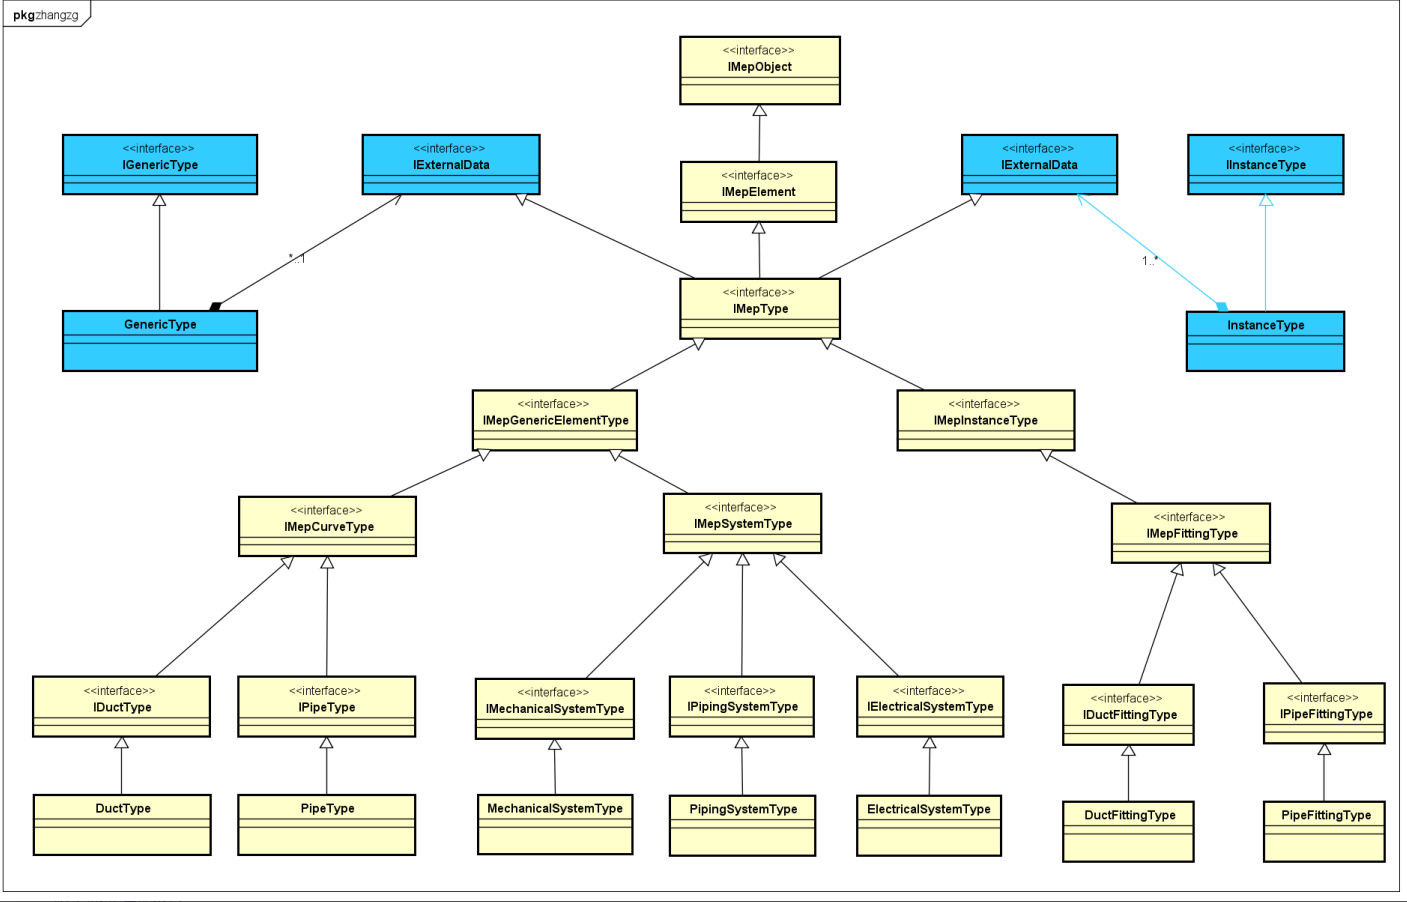 pkg zhangzg
<<interface>>
IMepObject
<<interface>>
IGenericType
<<interface>>
IExternalData
<<interface>>
IMepElement
<<interface>>
IExternalData
<<interface>>
IInstanceType
*..1
1..*
GenericType
<<interface>>
IMepType
InstanceType
<<interface>>
IMepGenericElementType
<<interface>>
IMepInstanceType
<<interface>>
IMepCurveType
<<interface>>
IMepSystemType
<<interface>>
IMepFittingType
<<interface>>
IDuctType
<<interface>>
IPipeType
<<interface>>
IMechanicalSystemType
<<interface>>
IPipingSystemType
<<interface>>
IElectricalSystemType
<<interface>>
IDuctFittingType
<<interface>>
IPipeFittingType
DuctType
PipeType
MechanicalSystemType
PipingSystemType
ElectricalSystemType
DuctFittingType
PipeFittingType